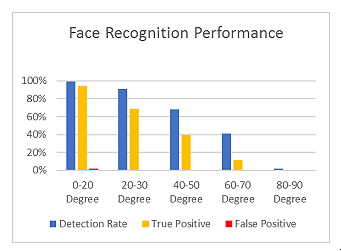 Face Recognition Performance
100%
80%
60%
40%
20%
0%
0-20 Degree
20-30 Degree
40-50 Degree
60-70 Degree
80-90 Degree
Detection Rate
True Positive
False Positive